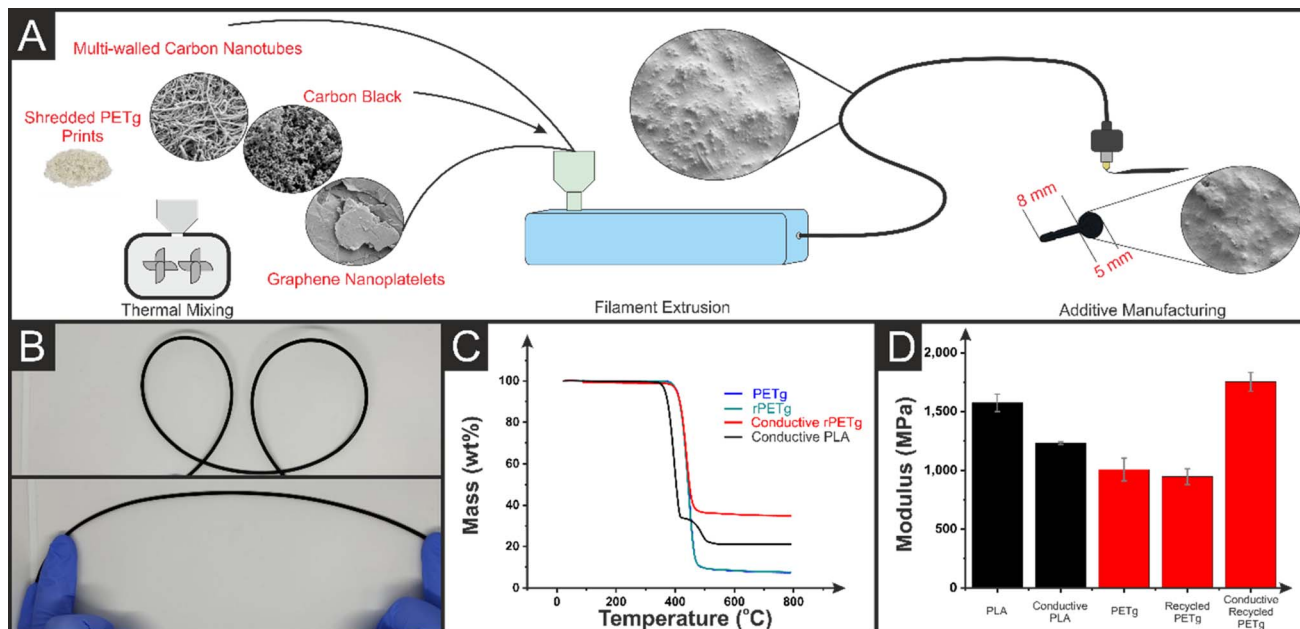 A
Multi-walled Carbon Nanotubes
Carbon Black
Shredded PETg
Prints
Graphene Nanoplatelets
8 mm
5 mm
Thermal Mixing
Filament Extrusion
Additive Manufacturing
B
C
Mass (wt%)
100
80
60
40
20
0
0
200
400
600
800
Temperature (°C)
PETg
rPETg
Conductive rPETg
Conductive PLA
D
Modulus (MPa)
2,000
1,500
1,000
500
0
PLA
Conductive
PLA
PETg
Recycled
PETg
Conductive
Recycled
PETg